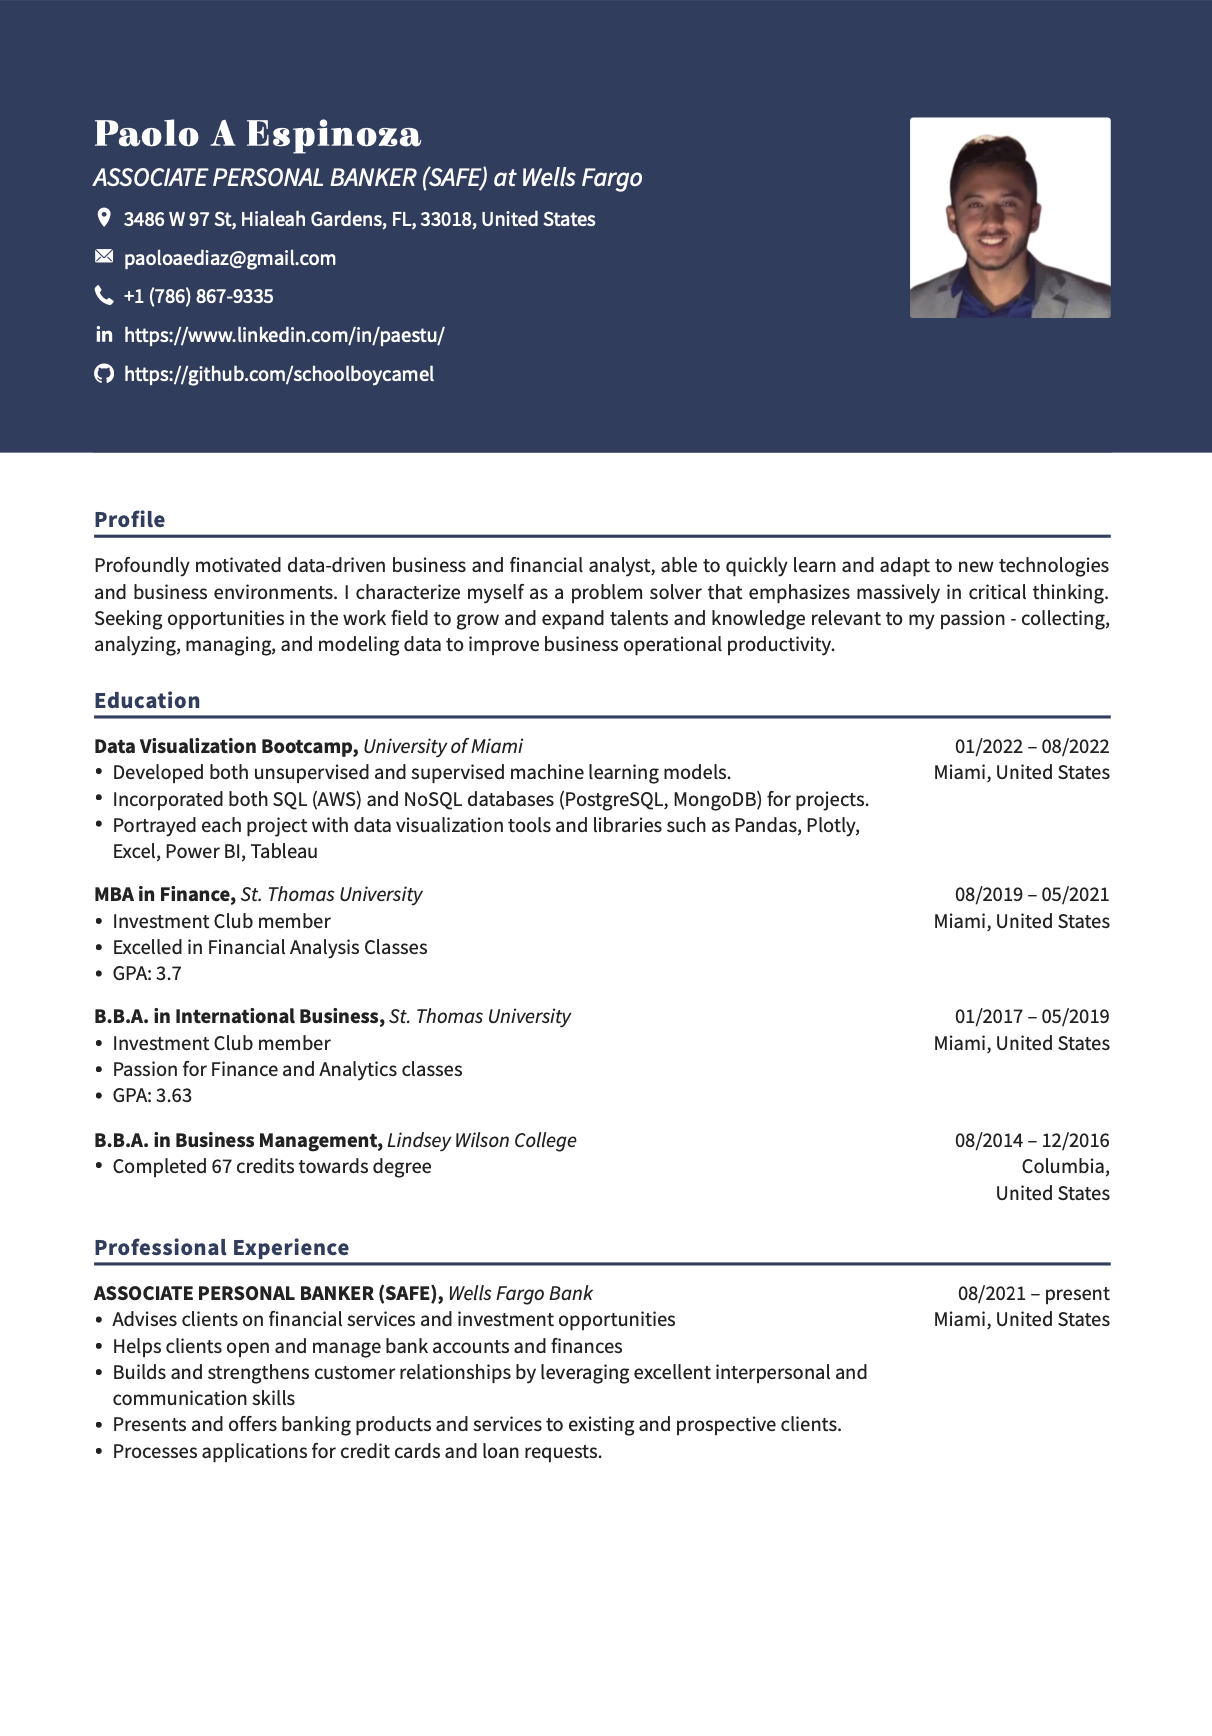 Paolo A Espinoza
ASSOCIATE PERSONAL BANKER (SAFE) at Wells Fargo
3486 W 97 St, Hialeah Gardens, FL, 33018, United States
paoloaediaz@gmail.com
+1 (786) 867-9335
https://www.linkedin.com/in/paestu/
https://github.com/schoolboycamel
Profile
Profoundly motivated data-driven business and financial analyst, able to quickly learn and adapt to new technologies
and business environments. I characterize myself as a problem solver that emphasizes massively in critical thinking.
Seeking opportunities in the work field to grow and expand talents and knowledge relevant to my passion - collecting,
analyzing, managing, and modeling data to improve business operational productivity.
Education
Data Visualization Bootcamp, University of Miami 01/2022 – 08/2022
• Developed both unsupervised and supervised machine learning models. Miami, United States
• Incorporated both SQL (AWS) and NoSQL databases (PostgreSQL, MongoDB) for projects.
• Portrayed each project with data visualization tools and libraries such as Pandas, Plotly,
Excel, Power BI, Tableau
MBA in Finance, St. Thomas University 08/2019 – 05/2021
• Investment Club member Miami, United States
• Excelled in Financial Analysis Classes
• GPA: 3.7
B.B.A. in International Business, St. Thomas University 01/2017 – 05/2019
• Investment Club member Miami, United States
• Passion for Finance and Analytics classes
• GPA: 3.63
B.B.A. in Business Management, Lindsey Wilson College 08/2014 – 12/2016
• Completed 67 credits towards degree Columbia,
United States
Professional Experience
ASSOCIATE PERSONAL BANKER (SAFE), Wells Fargo Bank 08/2021 – present
• Advises clients on financial services and investment opportunities Miami, United States
• Helps clients open and manage bank accounts and finances
• Builds and strengthens customer relationships by leveraging excellent interpersonal and
communication skills
• Presents and offers banking products and services to existing and prospective clients.
• Processes applications for credit cards and loan requests.